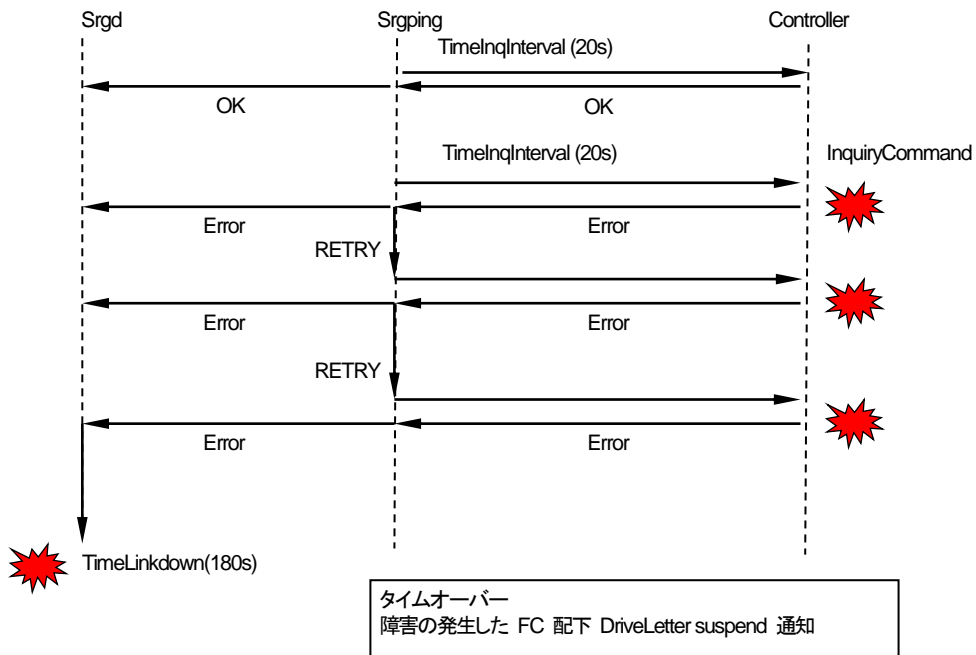 Srgd Srgping Controller
TimeInqInterval (20s)
OK OK
TimeInqInterval (20s) InquiryCommand
Error Error
RETRY
Error Error
RETRY
Error Error
TimeLinkdown(180s)
タイムオーバー
障害の発生した FC 配下 DriveLetter suspend 通知